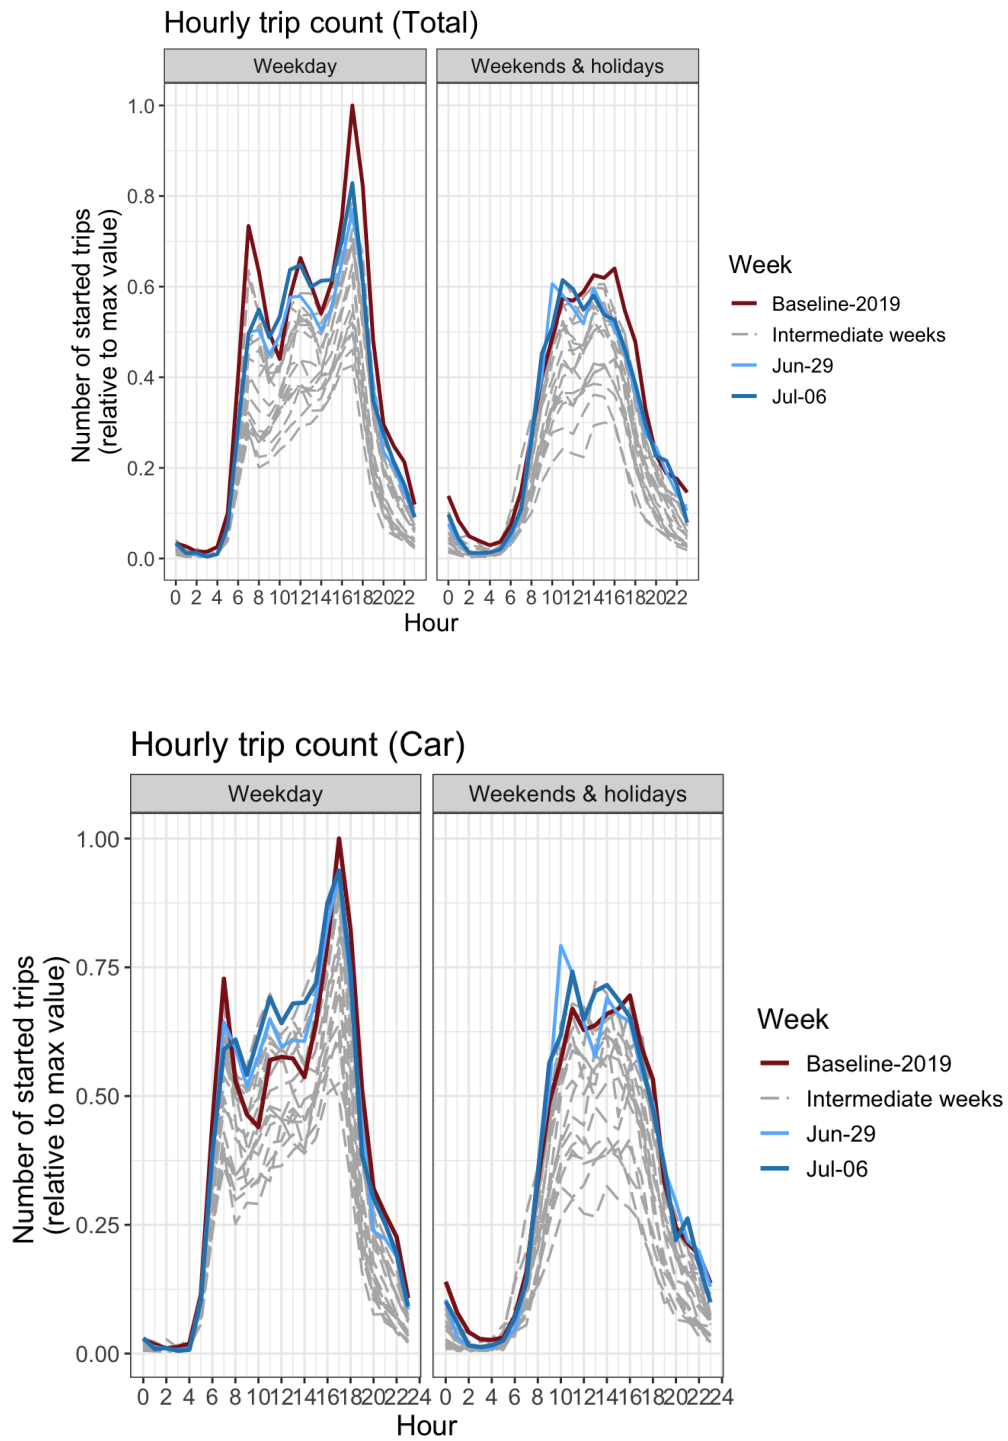 Hourly trip count (Total)
Weekday
Weekends & holidays
1.0
0.8
0.6
0.4
0.2
0.0
Number of started trips
(relative to max value)
0 2 4 6 8 10 12 14 16 18 20 22
0 2 4 6 8 10 12 14 16 18 20 22
Hour
Week
Baseline-2019
Intermediate weeks
Jun-29
Jul-06
Hourly trip count (Car)
Weekday
Weekends & holidays
1.00
0.75
0.50
0.25
0.00
Number of started trips
(relative to max value)
0 2 4 6 8 10 12 14 16 18 20 22 24
0 2 4 6 8 10 12 14 16 18 20 22 24
Hour
Week
Baseline-2019
Intermediate weeks
Jun-29
Jul-06